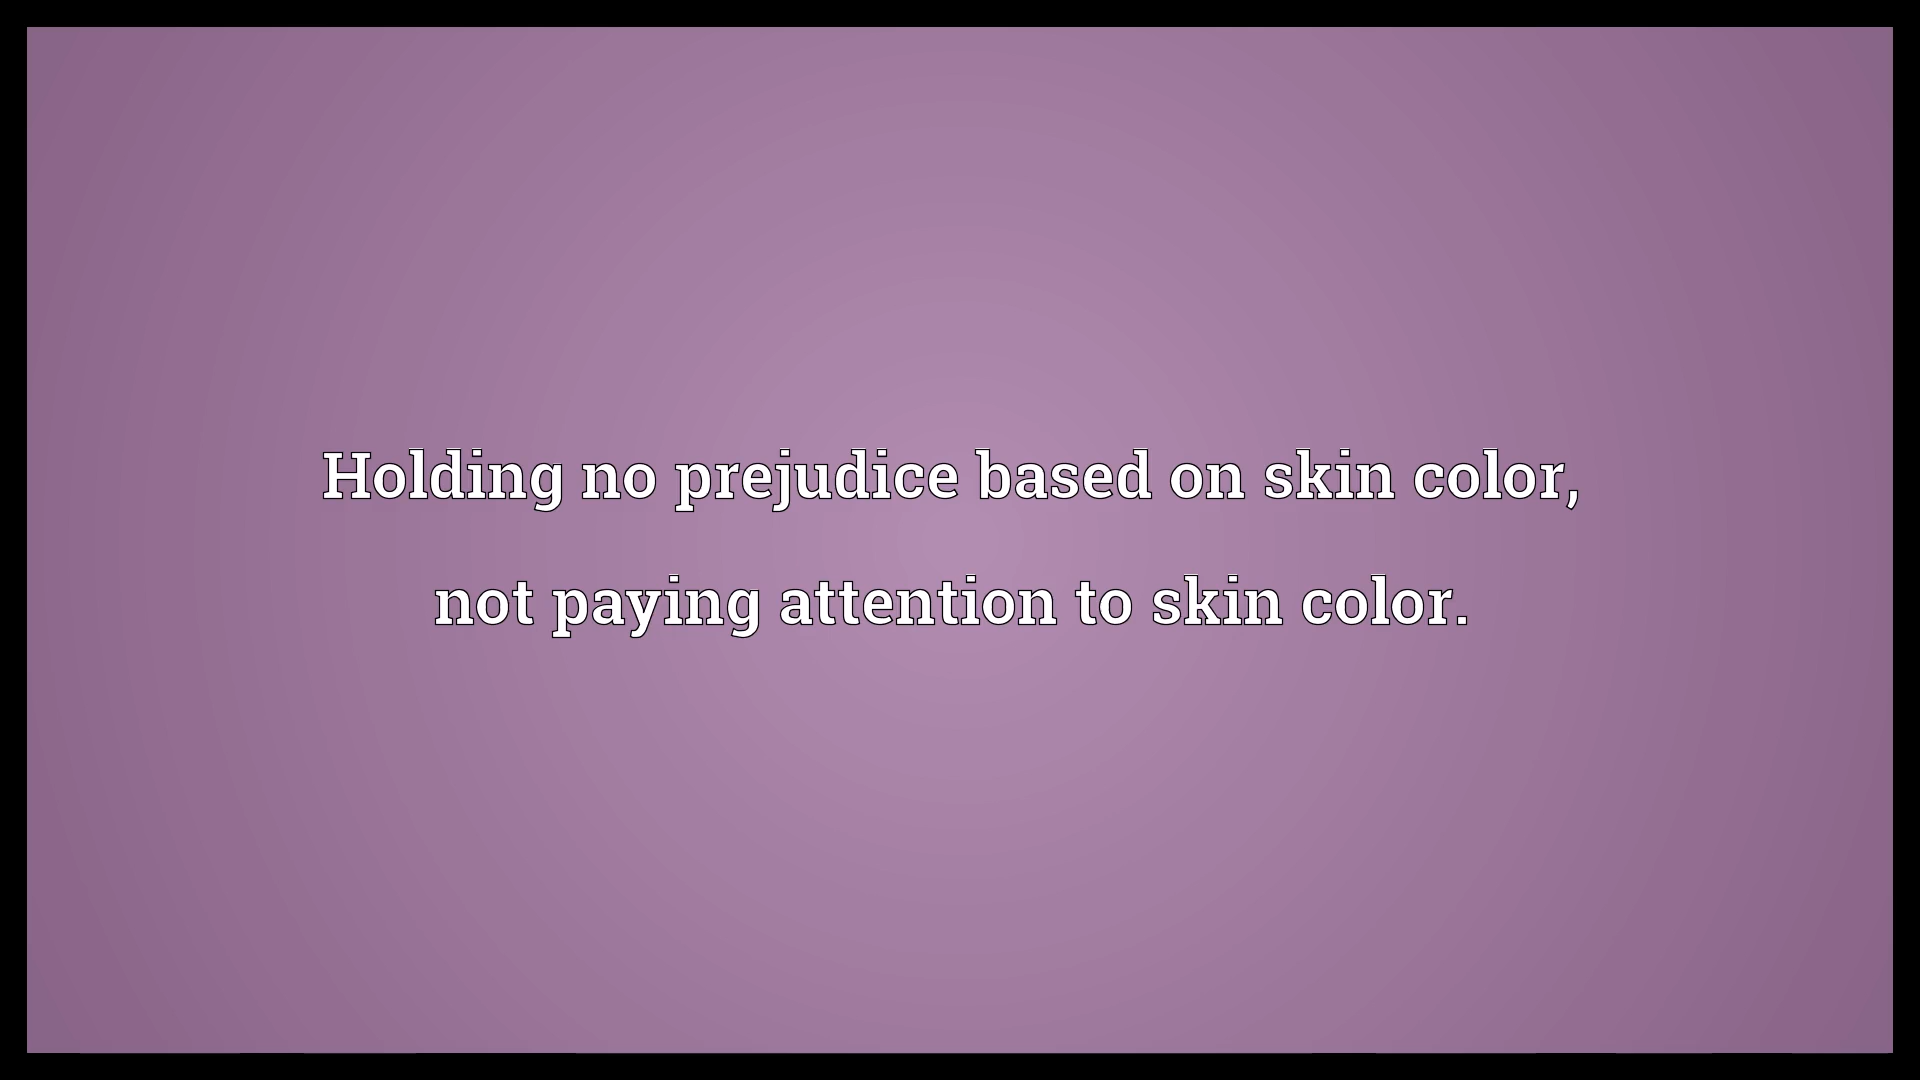 Holding no prejudice based on skin color,
not paying attention to skin color.